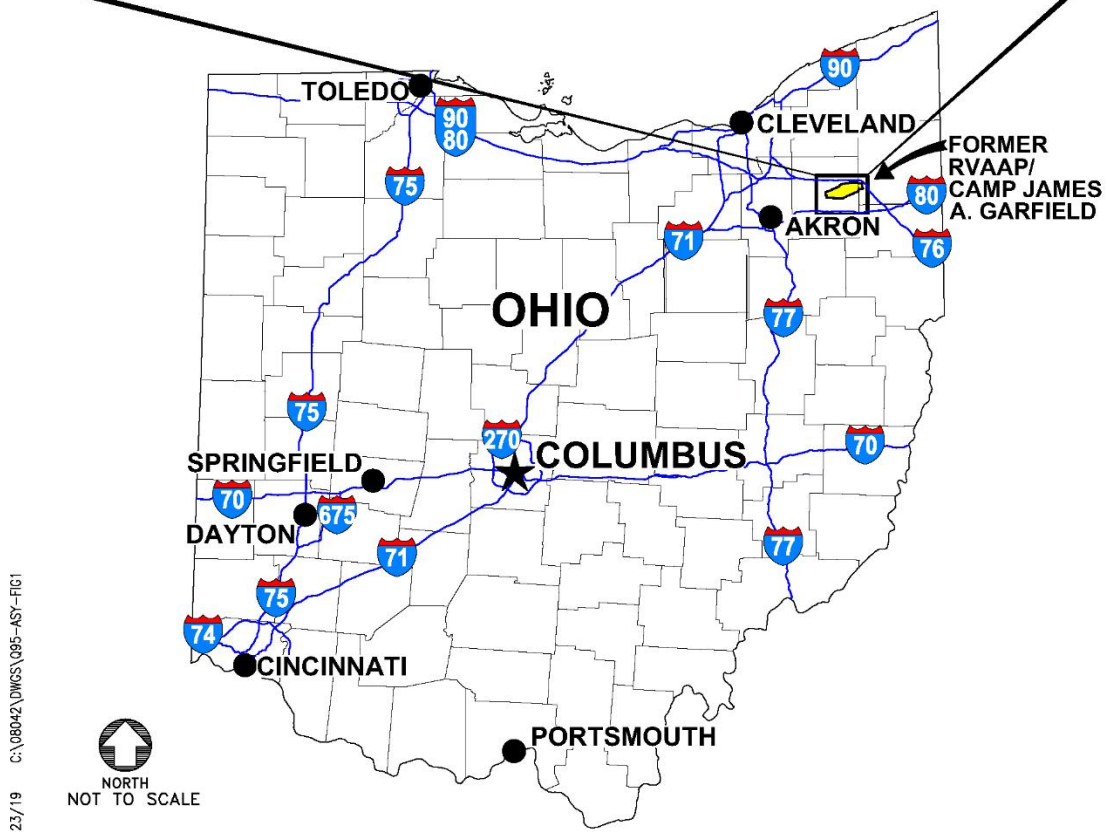 90
TOLEDO
90
80
CLEVELAND
FORMER
RVAAP/
CAMP JAMES
A. GARFIELD
75
80
AKRON
71
76
OHIO
77
75
270
70
COLUMBUS
SPRINGFIELD
70
675
DAYTON
71
77
75
74
CINCINNATI
PORTSMOUTH
NORTH
NOT TO SCALE
23/19 C:\08042\DWGS\Q95-ASY-FIG1